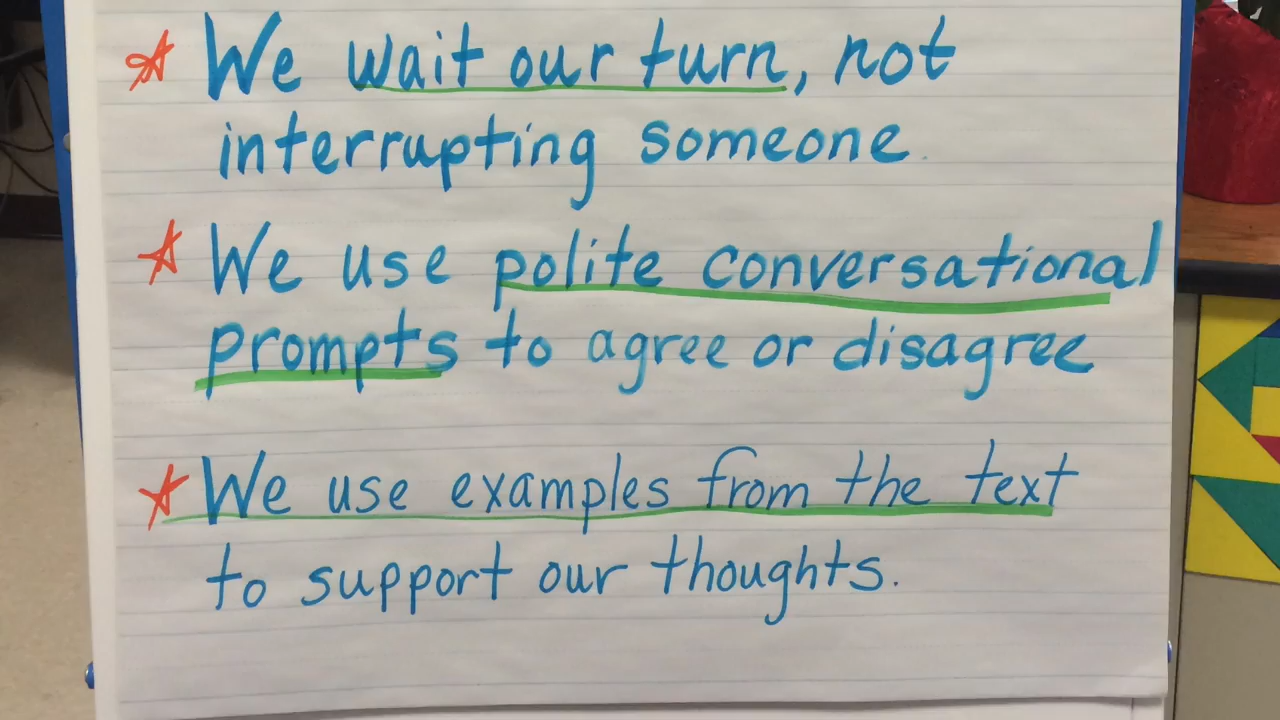 We wait our turn, not
interrupting someone.
We use polite conversational
prompts to agree or disagree
We use examples from the text
to support our thoughts.